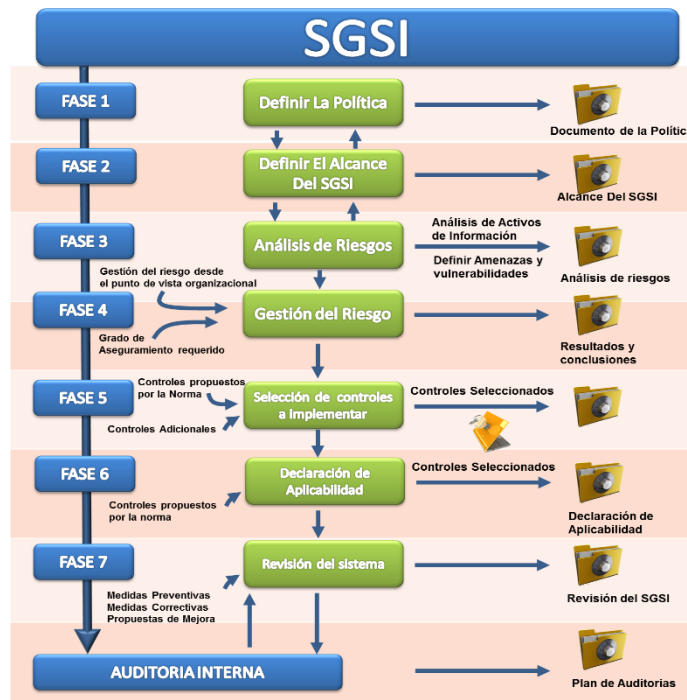 SGSI
FASE 1
Definir La Política
Documento de la Polític
FASE 2
Definir El Alcance
Del SGSI
Alcance Del SGSI
FASE 3
Análisis de Riesgos
Análisis de Activos
de Información
Definir Amenazas y
vulnerabilidades
Análisis de riesgos
Gestión del riesgo desde
el punto de vista organizacional
FASE 4
Gestión del Riesgo
Grado de
Aseguramiento requerido
Resultados y
conclusiones
Controles propuestos
por la Norma
FASE 5
Selección de controles
a implementar
Controles Seleccionados
Controles Adicionales
FASE 6
Declaración de
Aplicabilidad
Controles Seleccionados
Controles propuestos
por la norma
Declaración de
Aplicabilidad
FASE 7
Revisión del sistema
Medidas Preventivas
Medidas Correctivas
Propuestas de Mejora
Revisión del SGSI
AUDITORIA INTERNA
Plan de Auditorias